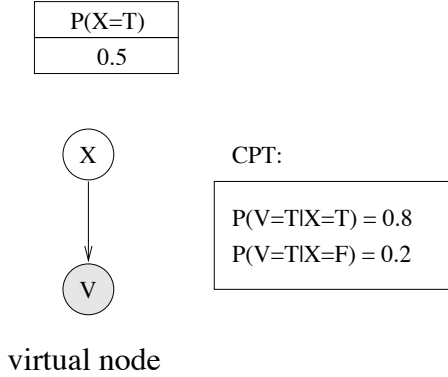 P(X=T)
0.5
X
CPT:
P(V=T|X=T) = 0.8
P(V=T|X=F) = 0.2
V
virtual node